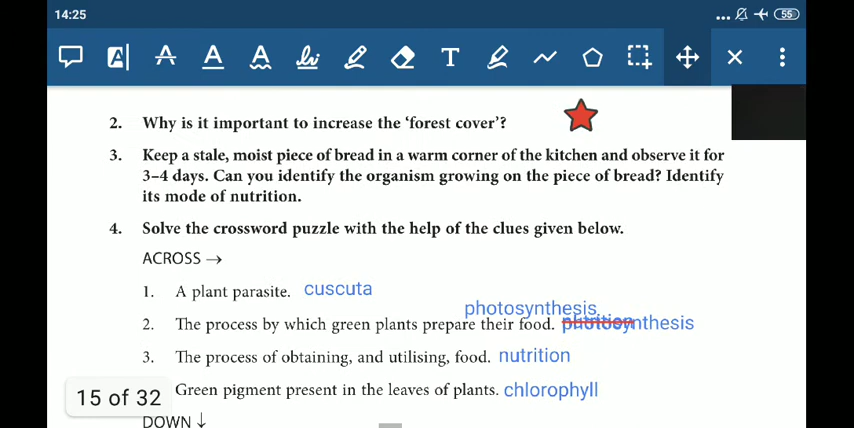 14:25
55
A A A T
2. Why is it important to increase the ‘forest cover’?
3. Keep a stale, moist piece of bread in a warm corner of the kitchen and observe it for
3–4 days. Can you identify the organism growing on the piece of bread? Identify
its mode of nutrition.
4. Solve the crossword puzzle with the help of the clues given below.
ACROSS →
1. A plant parasite. cuscuta
photosynthesis
2. The process by which green plants prepare their food. photosynthesis
3. The process of obtaining, and utilising, food. nutrition
Green pigment present in the leaves of plants. chlorophyll
15 of 32
DOWN ↓